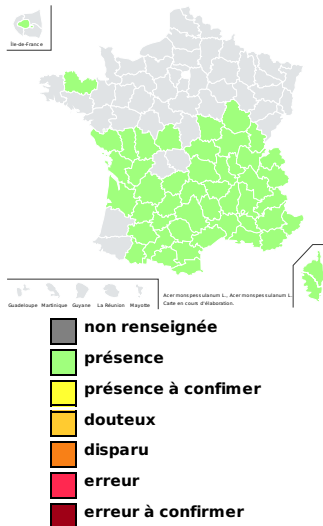 Île-de-France
Guadeloupe Martinique Guyane La Réunion Mayotte
Acer monspessulanum L., Acer monspessulanum L.
Carte en cours d'élaboration.
non renseignée
présence
présence à confimer
douteux
disparu
erreur
erreur à confirmer